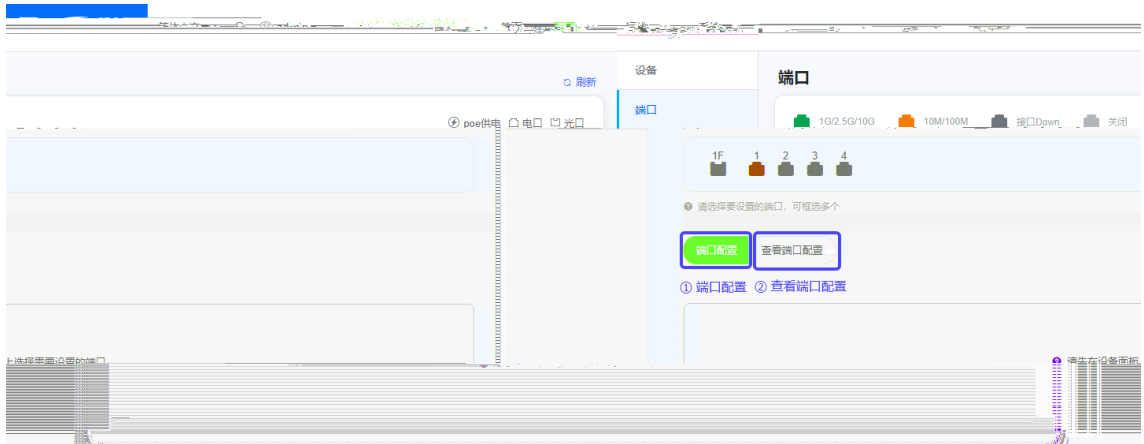 刷新
设备
端口
端口
poe供电 电口 光口
1G/2.5G/10G 10M/100M 接口Down 关闭
1F 1 2 3 4
请选择要设置的端口，可框选多个
端口配置 查看端口配置
① 端口配置 ② 查看端口配置
上选择需要设置的端口
请先在设备面板